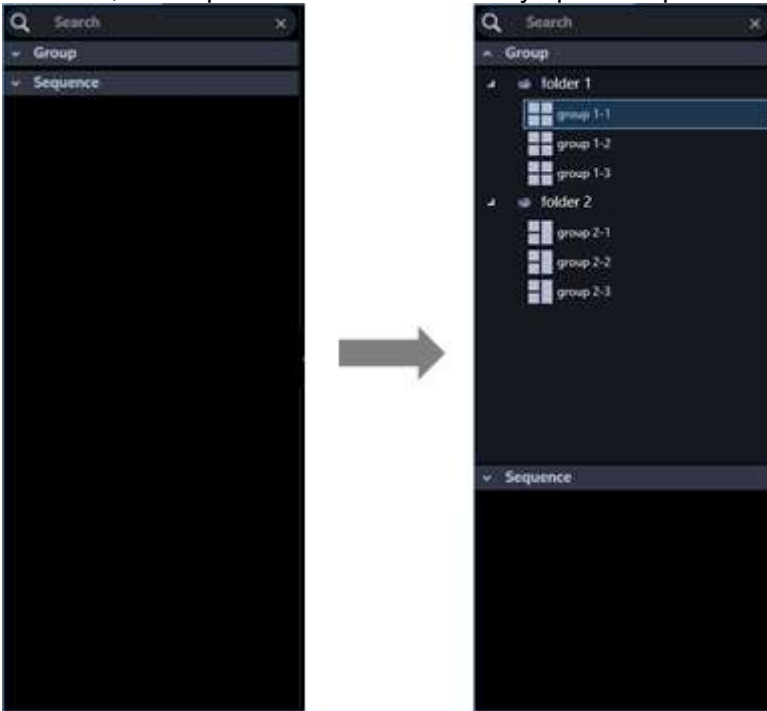 Search
Group
Sequence
Search
Group
folder 1
group 1-1
group 1-2
group 1-3
folder 2
group 2-1
group 2-2
group 2-3
Sequence